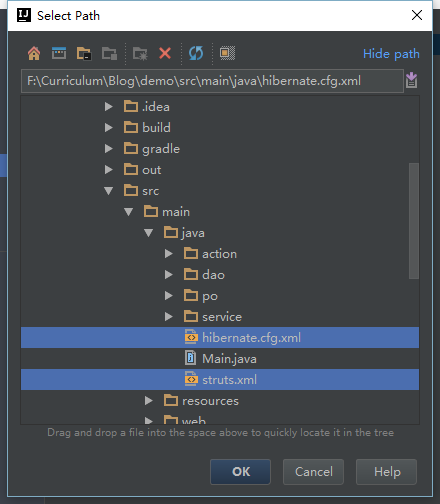 Select Path
Hide path
F:\Curriculum\Blog\demo\src\main\java\hibernate.cfg.xml
.idea
build
gradle
out
src
main
java
action
dao
po
service
hibernate.cfg.xml
Main.java
struts.xml
resources
web
Drag and drop a file into the space above to quickly locate it in the tree
OK
Cancel
Help